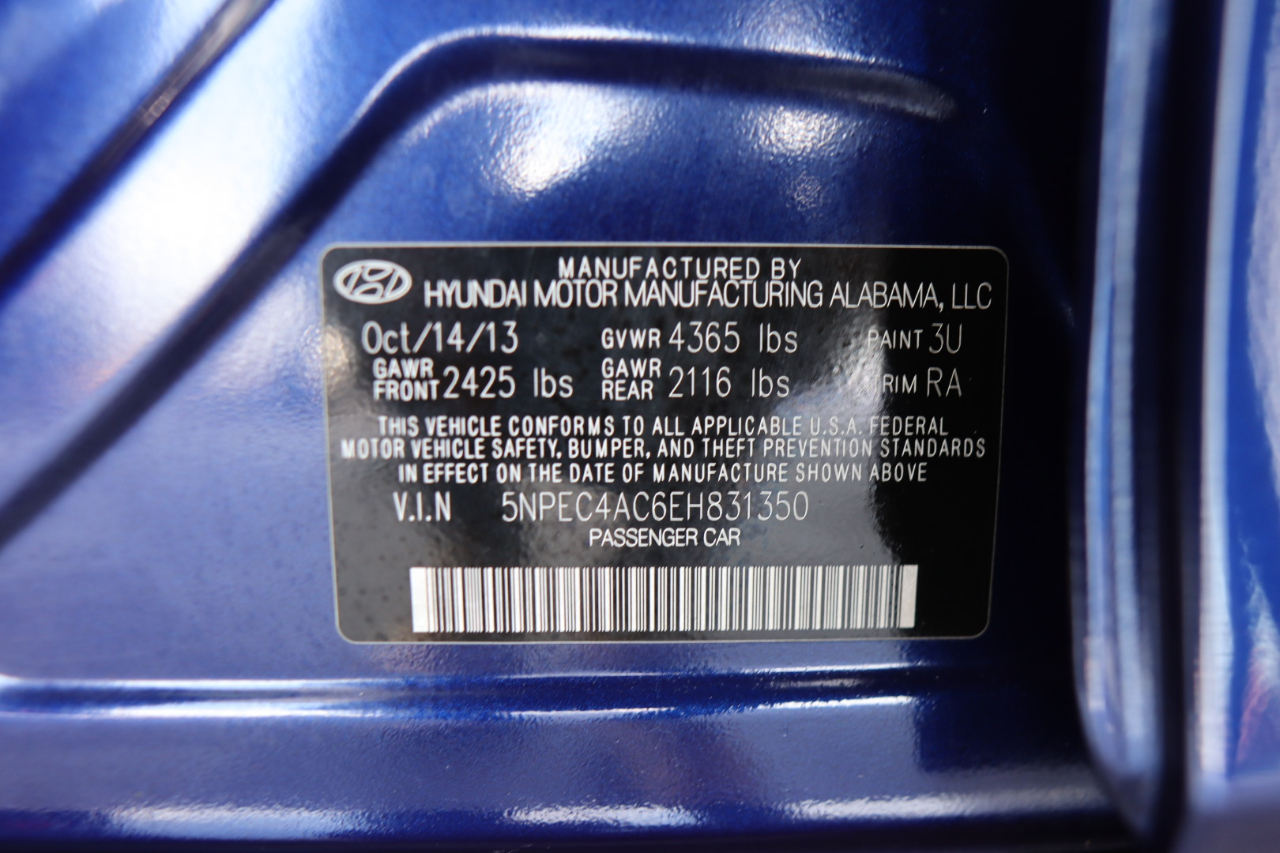 MANUFACTURED BY
HYUNDAI MOTOR MANUFACTURING ALABAMA, LLC
Oct/14/13 GVWR 4365 lbs PAINT 3U
GAWR FRONT 2425 lbs GAWR REAR 2116 lbs TRIM RA
THIS VEHICLE CONFORMS TO ALL APPLICABLE U.S.A. FEDERAL
MOTOR VEHICLE SAFETY, BUMPER, AND THEFT PREVENTION STANDARDS
IN EFFECT ON THE DATE OF MANUFACTURE SHOWN ABOVE
V.I.N 5NPEC4AC6EH831350
PASSENGER CAR